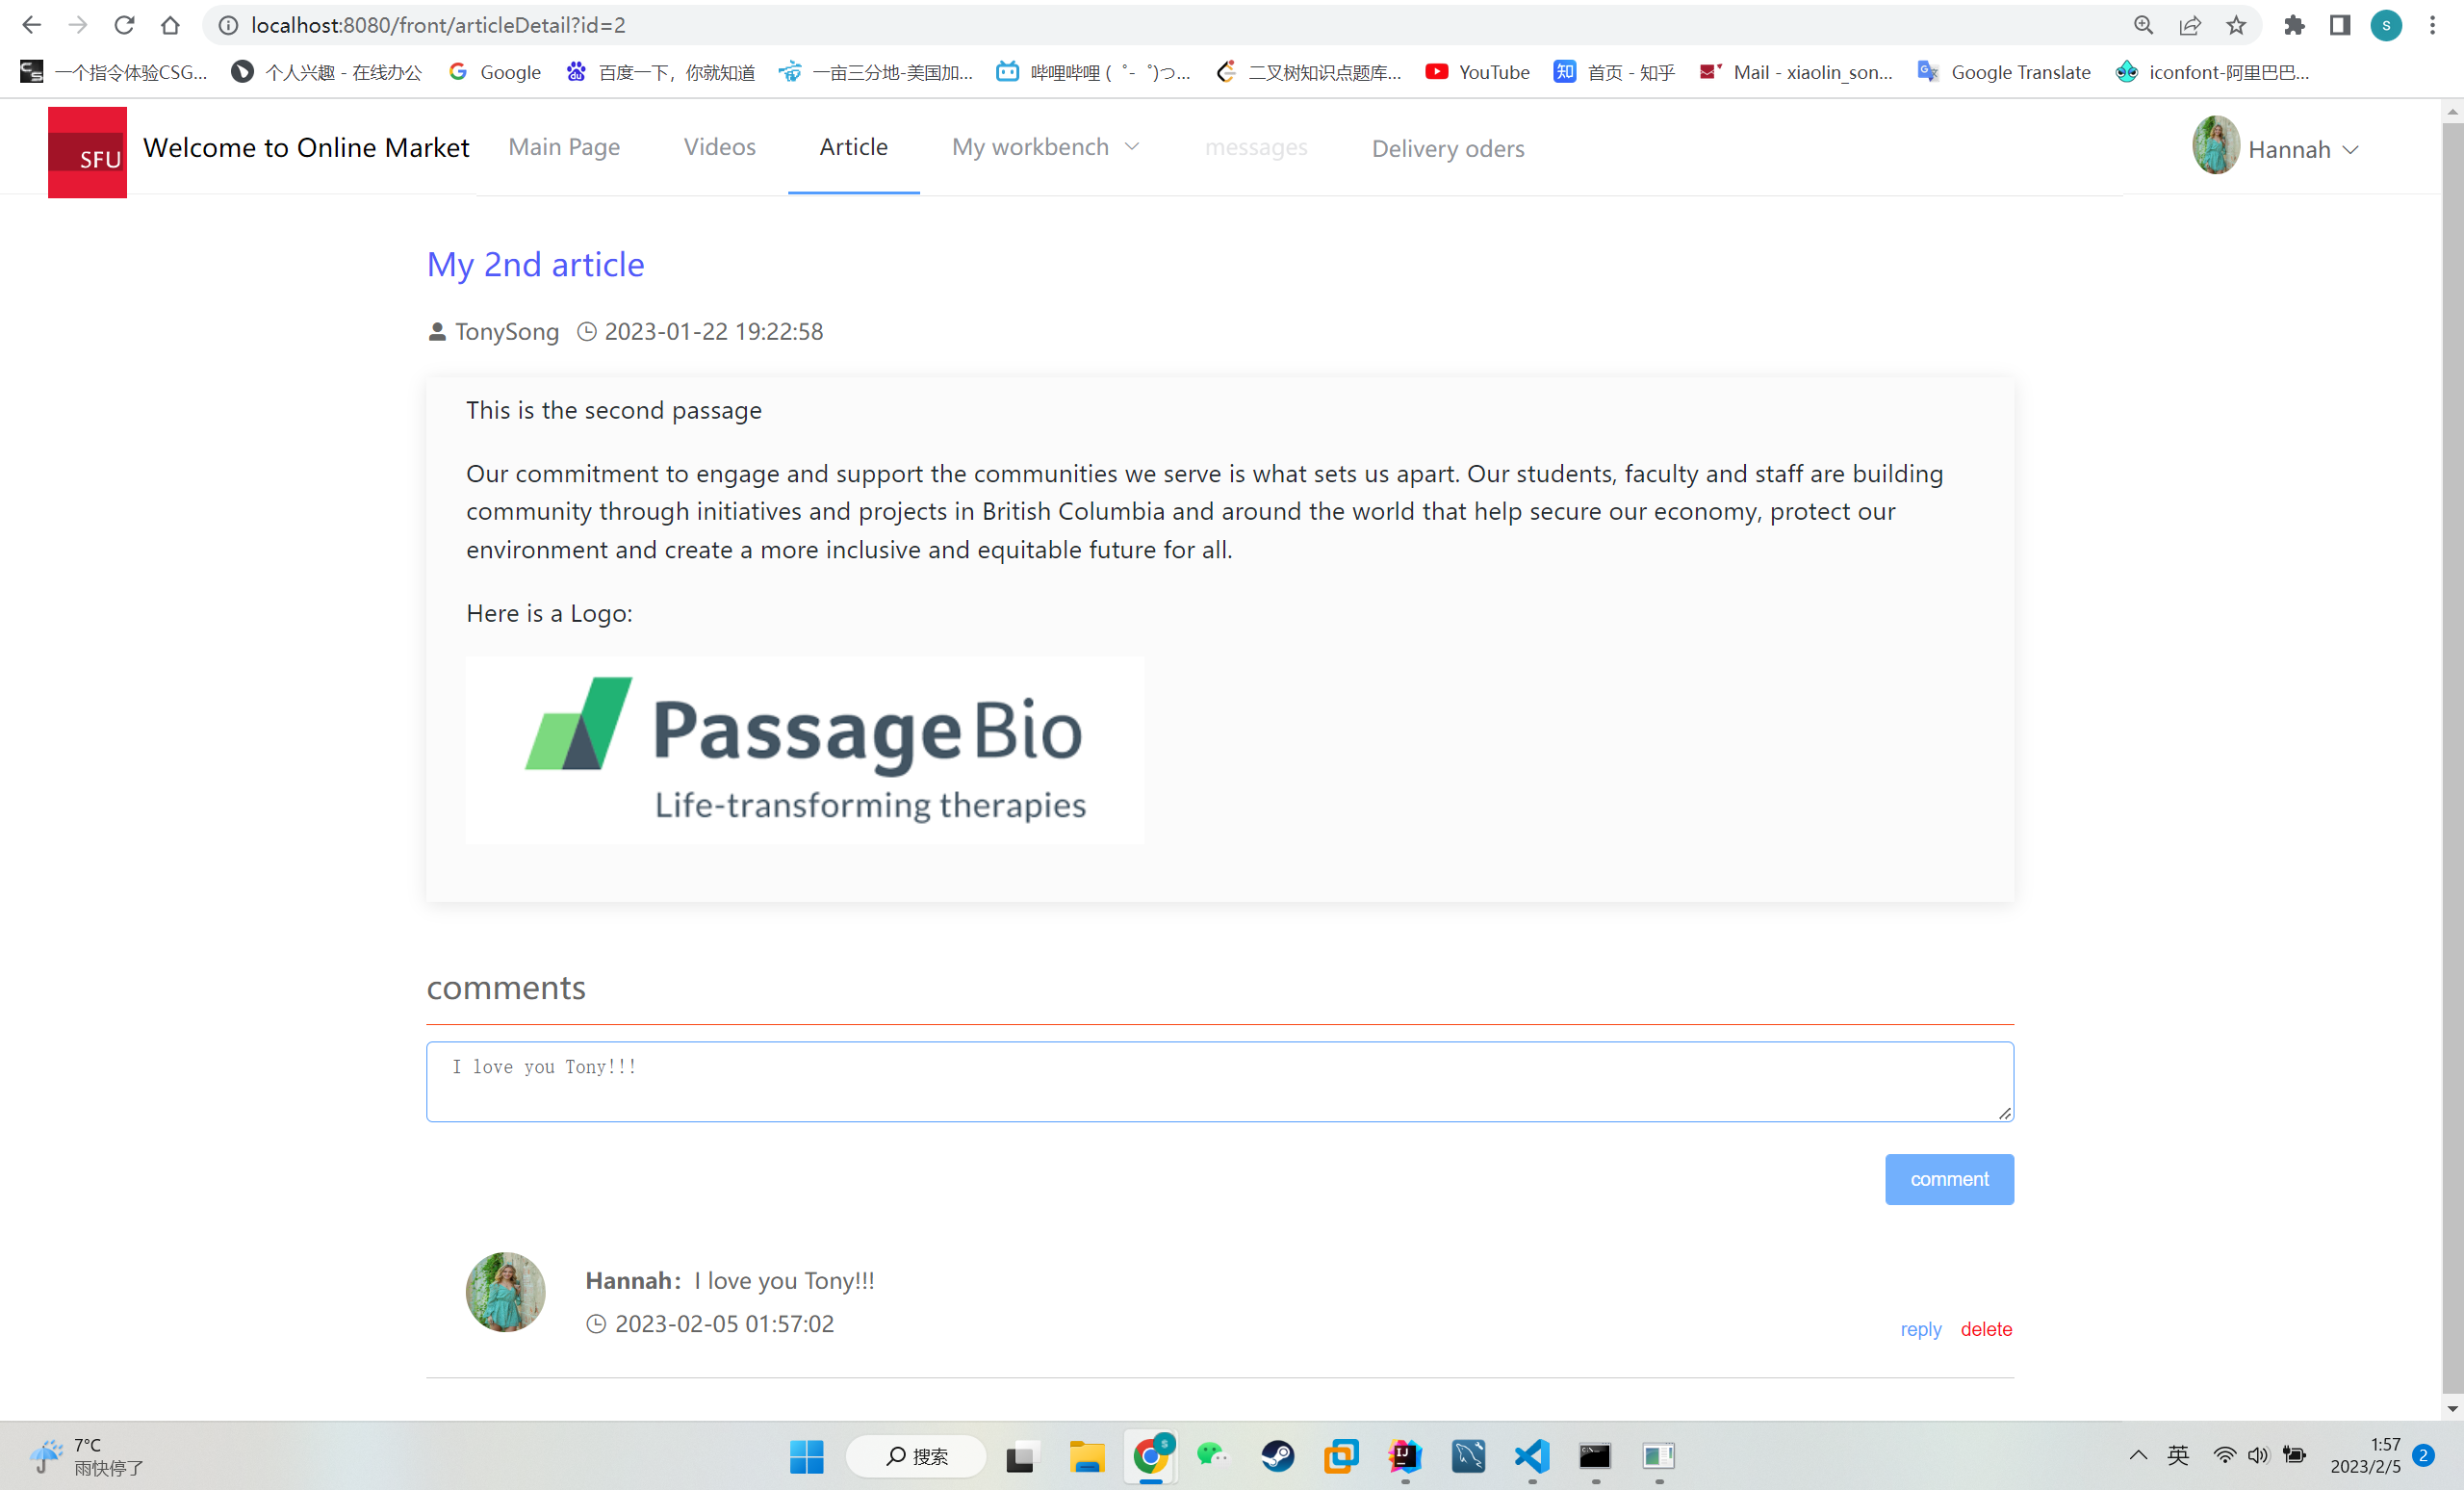 localhost:8080/front/articleDetail?id=2
S
一个指令体验CSG... 个人兴趣 - 在线办公 Google 百度一下，你就知道 一亩三分地-美国加... 哔哩哔哩 ( ゜- ゜)つ... 二叉树知识点题库... YouTube 知 首页 - 知乎 Mail - xiaolin_son... Google Translate iconfont-阿里巴巴...
SFU Welcome to Online Market Main Page Videos Article My workbench messages Delivery oders Hannah
My 2nd article
TonySong 2023-01-22 19:22:58
This is the second passage
Our commitment to engage and support the communities we serve is what sets us apart. Our students, faculty and staff are building
community through initiatives and projects in British Columbia and around the world that help secure our economy, protect our
environment and create a more inclusive and equitable future for all.
Here is a Logo:
Passage Bio
Life-transforming therapies
comments
I love you Tony!!!
comment
Hannah： I love you Tony!!!
2023-02-05 01:57:02
reply delete
7°C
雨快停了
搜索
英
1:57
2023/2/5
2